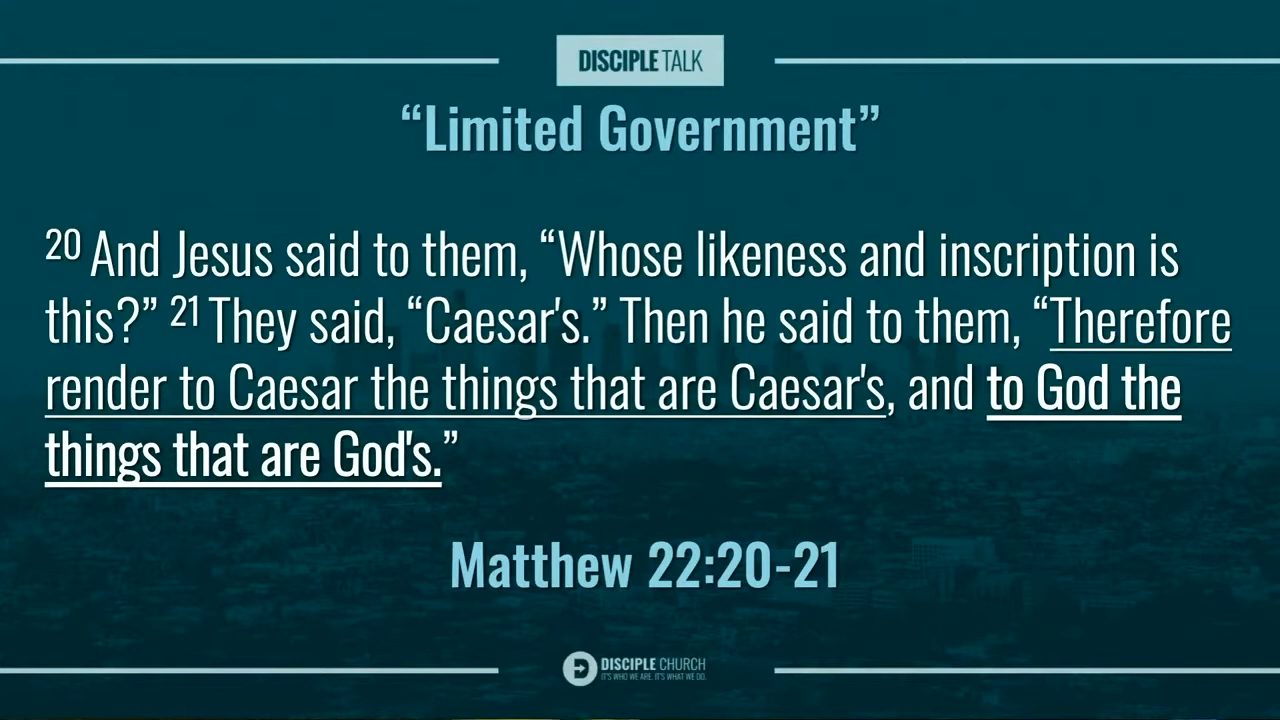 DISCIPLE TALK
“Limited Government”
20 And Jesus said to them, “Whose likeness and inscription is
this?” 21 They said, “Caesar's.” Then he said to them, “Therefore
render to Caesar the things that are Caesar's, and to God the
things that are God's.”
Matthew 22:20-21
DISCIPLE CHURCH
IT'S WHO WE ARE. IT'S WHAT WE DO.